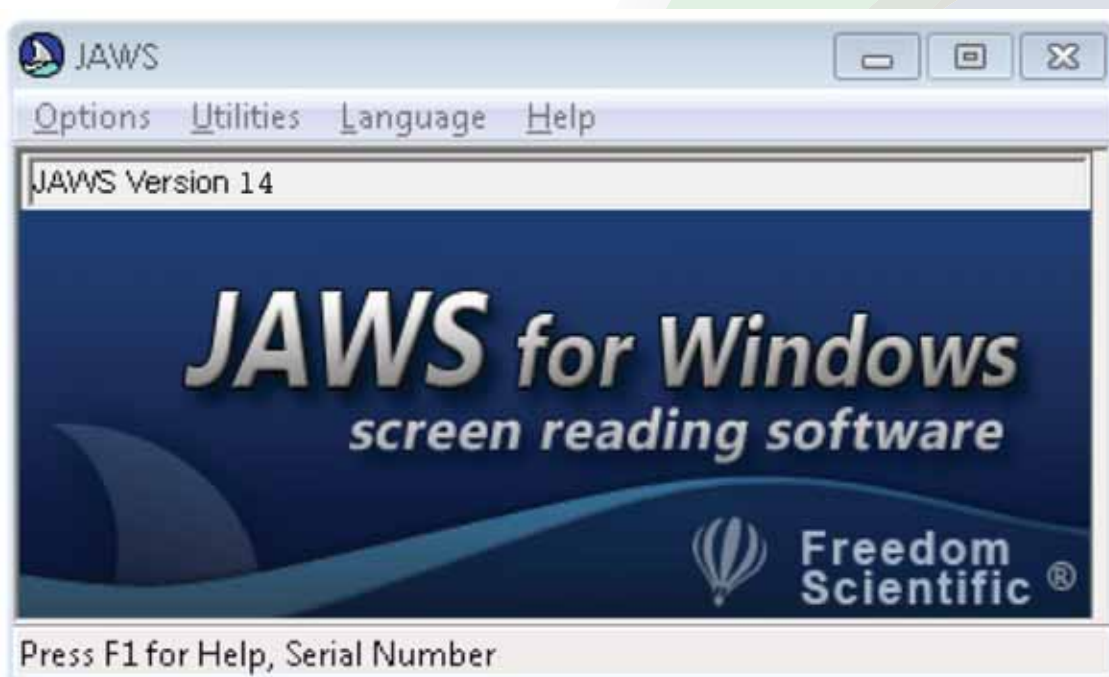 JAWS
Options Utilities Language Help
JAWS Version 14
JAWS for Windows
screen reading software
Freedom
Scientific ®
Press F1 for Help, Serial Number